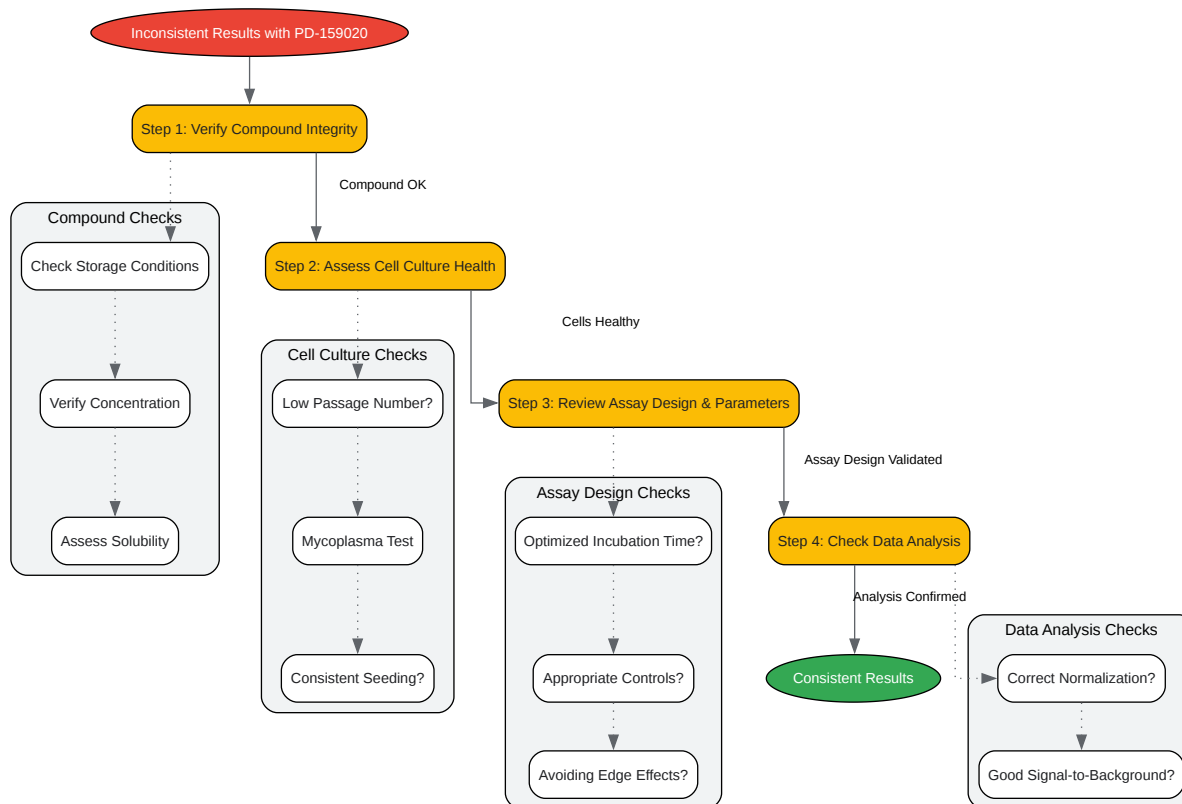 Inconsistent Results with PD-159020
Step 1: Verify Compound Integrity
Compound OK
Compound Checks
Check Storage Conditions
Step 2: Assess Cell Culture Health
Cells Healthy
Cell Culture Checks
Verify Concentration
Low Passage Number?
Step 3: Review Assay Design & Parameters
Assay Design Validated
Assay Design Checks
Assess Solubility
Mycoplasma Test
Optimized Incubation Time?
Step 4: Check Data Analysis
Analysis Confirmed
Data Analysis Checks
Consistent Seeding?
Appropriate Controls?
Consistent Results
Correct Normalization?
Avoiding Edge Effects?
Good Signal-to-Background?